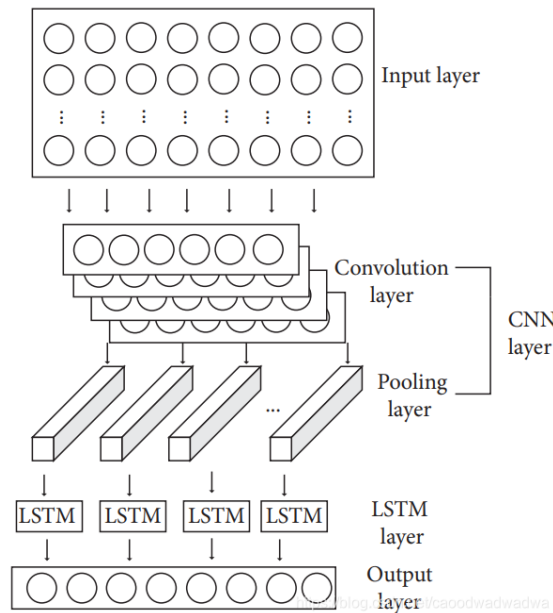 Input layer
Convolution
layer
CNN
layer
Pooling
layer
...
LSTM
LSTM
LSTM
LSTM
LSTM
layer
Output
layer